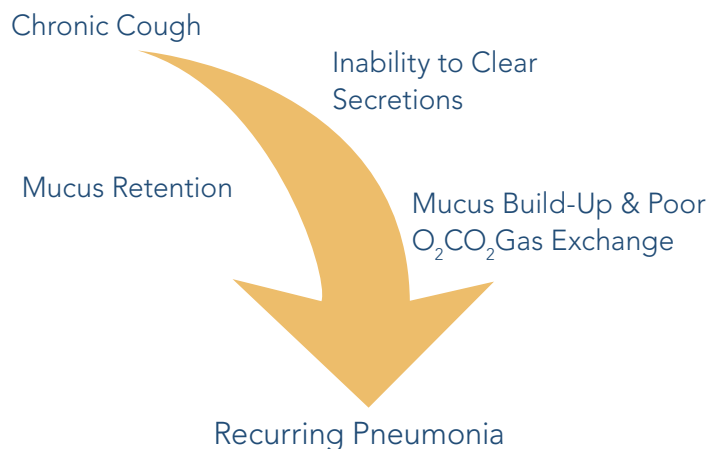 Chronic Cough
Inability to Clear
Secretions
Mucus Retention
Mucus Build-Up & Poor
O₂CO₂Gas Exchange
Recurring Pneumonia